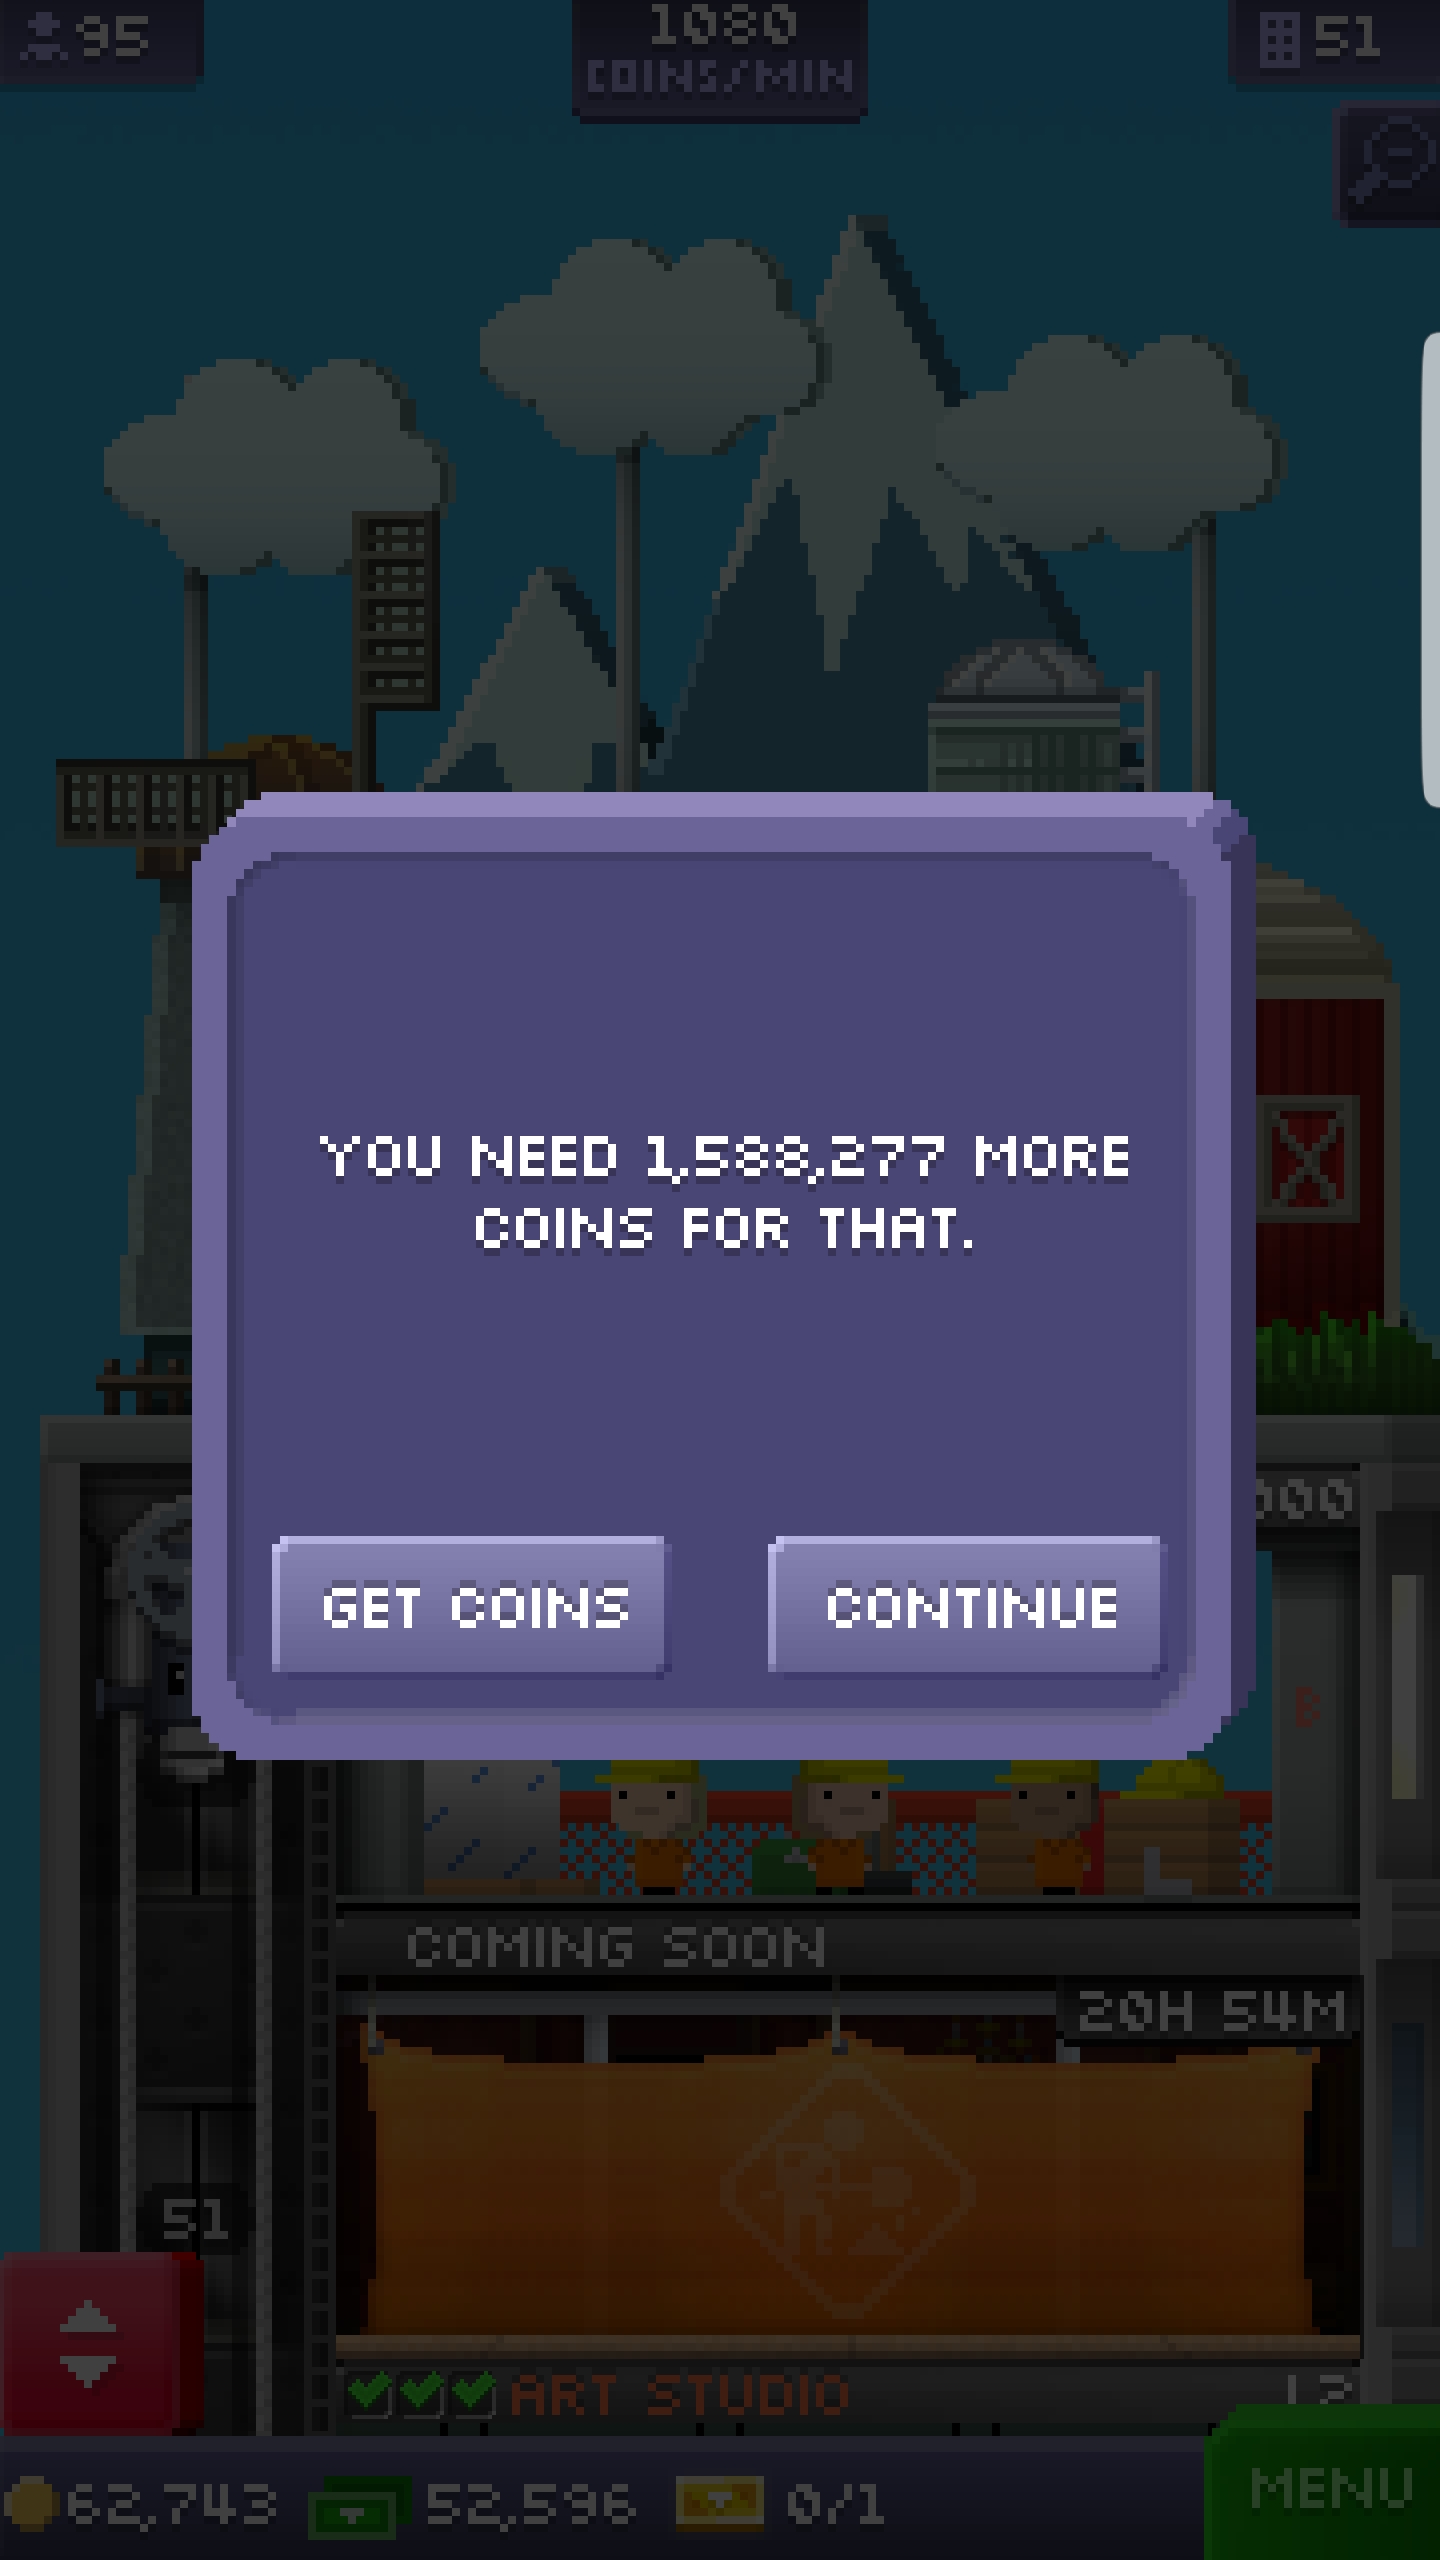 95
1080
COINS/MIN
51
YOU NEED 1,588,277 MORE
COINS FOR THAT.
GET COINS
CONTINUE
B
COMING SOON
20H 54M
51
ART STUDIO
62,743
52,596
0/1
MENU